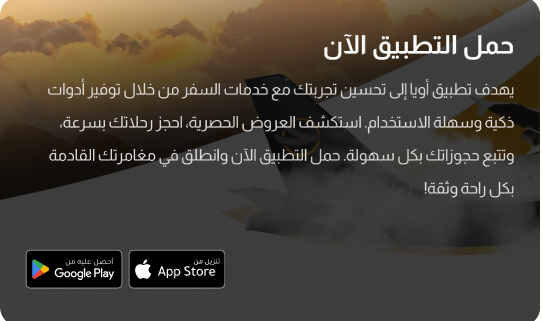 حمل التطبيق الآن
يهدف تطبيق أويا إلى تحسين تجربتك مع خدمات السفر من خلال توفير أدوات
ذكية وسهلة الاستخدام. استكشف العروض الحصرية، احجز رحلاتك بسرعة،
وتتبع حجوزاتك بكل سهولة. حمل التطبيق الآن وانطلق في مغامرتك القادمة
بكل راحة وثقة!
تنزيل من
App Store
احصل عليه من
Google Play